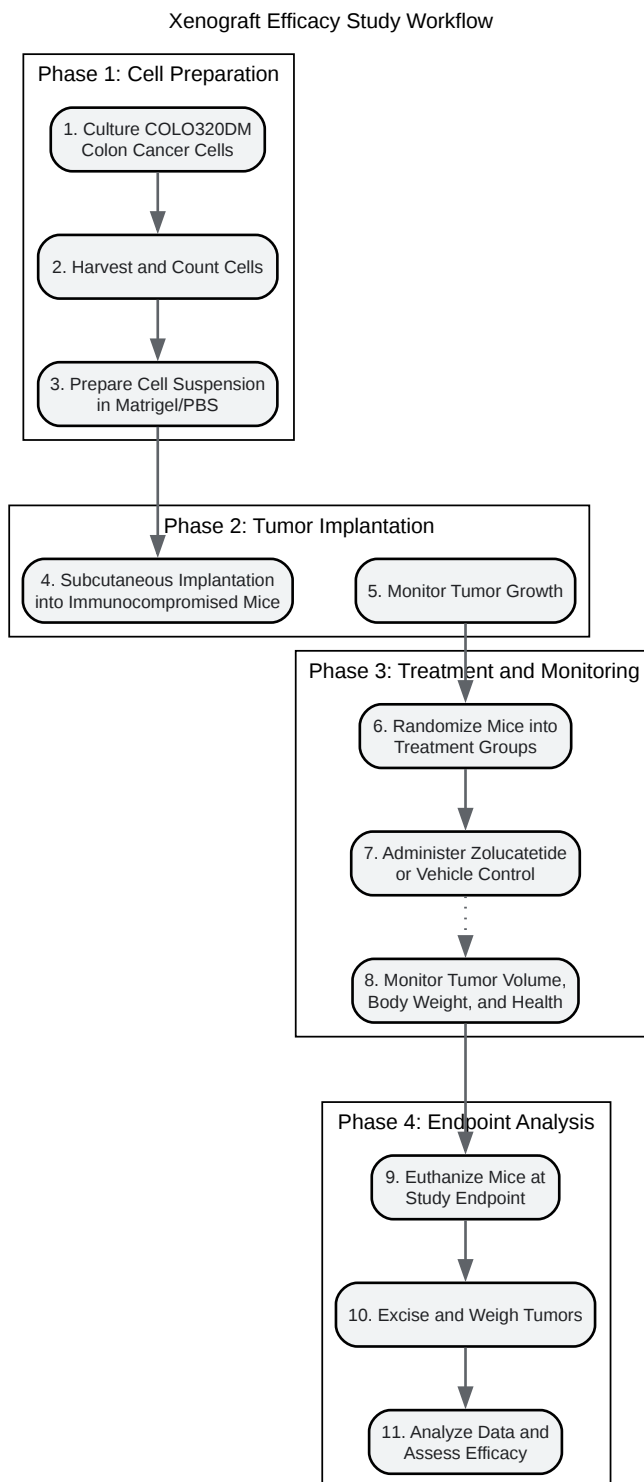 Xenograft Efficacy Study Workflow
Phase 1: Cell Preparation
1. Culture COLO320DM
Colon Cancer Cells
2. Harvest and Count Cells
3. Prepare Cell Suspension
in Matrigel/PBS
Phase 2: Tumor Implantation
4. Subcutaneous Implantation
into Immunocompromised Mice
5. Monitor Tumor Growth
Phase 3: Treatment and Monitoring
6. Randomize Mice into
Treatment Groups
7. Administer Zolucatetide
or Vehicle Control
8. Monitor Tumor Volume,
Body Weight, and Health
Phase 4: Endpoint Analysis
9. Euthanize Mice at
Study Endpoint
10. Excise and Weigh Tumors
11. Analyze Data and
Assess Efficacy